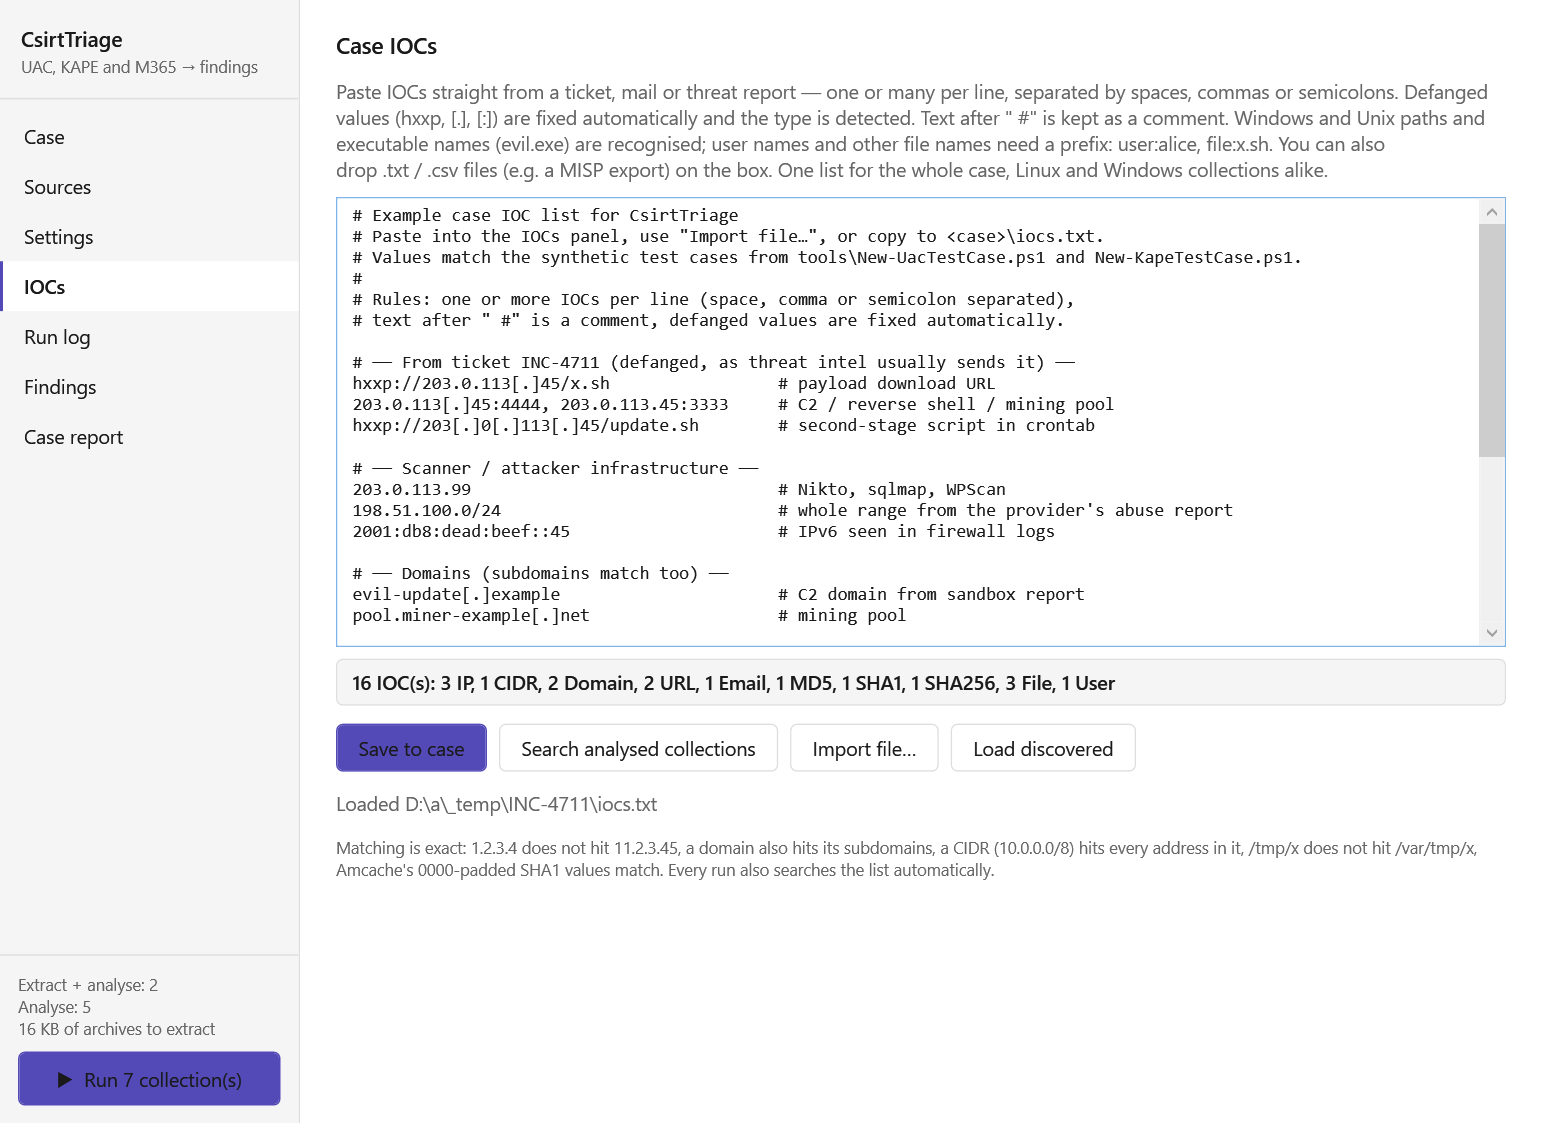 CsirtTriage
UAC, KAPE and M365 → findings
Case
Sources
Settings
IOCs
Run log
Findings
Case report
Extract + analyse: 2
Analyse: 5
16 KB of archives to extract
▶ Run 7 collection(s)
Case IOCs
Paste IOCs straight from a ticket, mail or threat report — one or many per line, separated by spaces, commas or semicolons. Defanged
values (hxxp, [.], [:]) are fixed automatically and the type is detected. Text after " #" is kept as a comment. Windows and Unix paths and
executable names (evil.exe) are recognised; user names and other file names need a prefix: user:alice, file:x.sh. You can also
drop .txt / .csv files (e.g. a MISP export) on the box. One list for the whole case, Linux and Windows collections alike.
# Example case IOC list for CsirtTriage
# Paste into the IOCs panel, use "Import file…", or copy to <case>\iocs.txt.
# Values match the synthetic test cases from tools\New-UacTestCase.ps1 and New-KapeTestCase.ps1.
#
# Rules: one or more IOCs per line (space, comma or semicolon separated),
# text after " #" is a comment, defanged values are fixed automatically.
# —— From ticket INC-4711 (defanged, as threat intel usually sends it) ——
hxxp://203.0.113[.]45/x.sh # payload download URL
203.0.113[.]45:4444, 203.0.113.45:3333 # C2 / reverse shell / mining pool
hxxp://203[.]0[.]113[.]45/update.sh # second-stage script in crontab
# —— Scanner / attacker infrastructure ——
203.0.113.99 # Nikto, sqlmap, WPScan
198.51.100.0/24 # whole range from the provider's abuse report
2001:db8:dead:beef::45 # IPv6 seen in firewall logs
# —— Domains (subdomains match too) ——
evil-update[.]example # C2 domain from sandbox report
pool.miner-example[.]net # mining pool
16 IOC(s): 3 IP, 1 CIDR, 2 Domain, 2 URL, 1 Email, 1 MD5, 1 SHA1, 1 SHA256, 3 File, 1 User
Save to case
Search analysed collections
Import file...
Load discovered
Loaded D:\a\_temp\INC-4711\iocs.txt
Matching is exact: 1.2.3.4 does not hit 11.2.3.45, a domain also hits its subdomains, a CIDR (10.0.0.0/8) hits every address in it, /tmp/x does not hit /var/tmp/x,
Amcache's 0000-padded SHA1 values match. Every run also searches the list automatically.